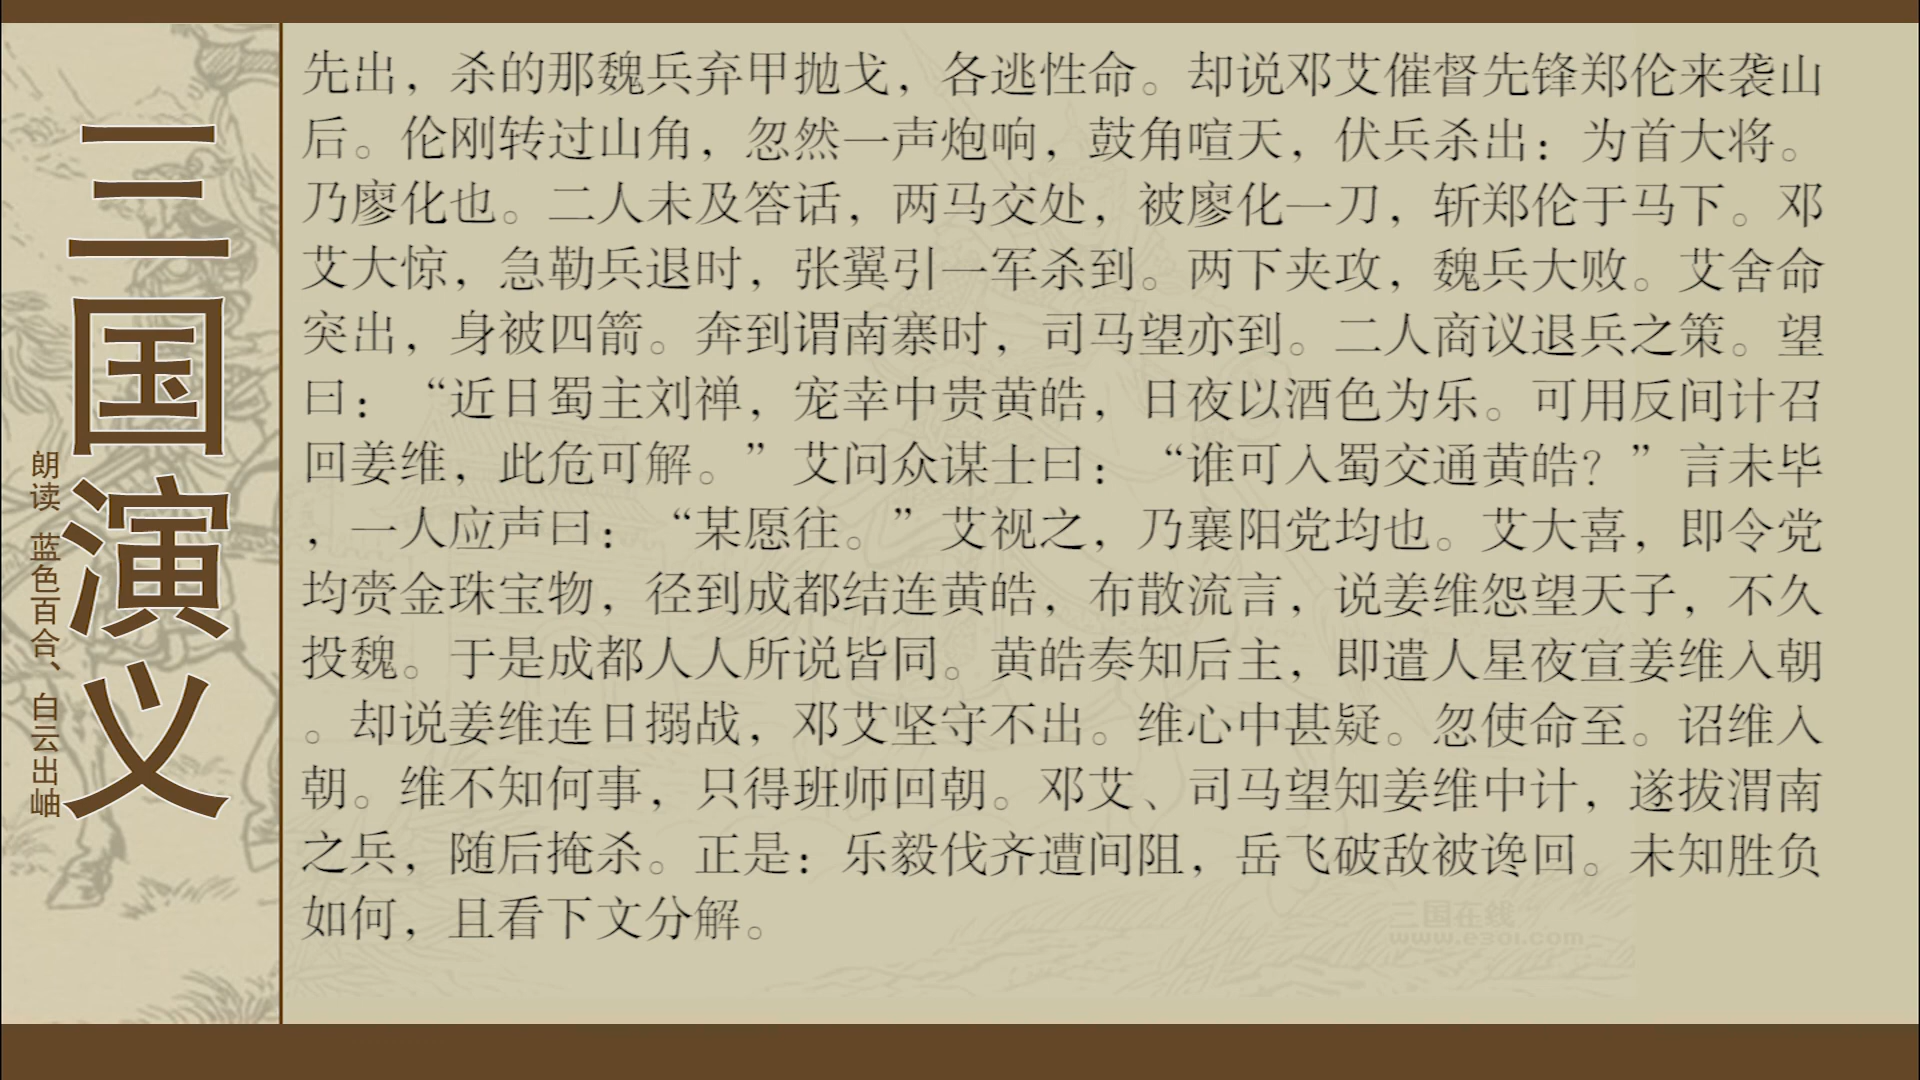 三国演义
朗读 蓝色百合、白云出岫
先出，杀的那魏兵弃甲抛戈，各逃性命。却说邓艾催督先锋郑伦来袭山
后。伦刚转过山角，忽然一声炮响，鼓角喧天，伏兵杀出：为首大将。
乃廖化也。二人未及答话，两马交处，被廖化一刀，斩郑伦于马下。邓
艾大惊，急勒兵退时，张翼引一军杀到。两下夹攻，魏兵大败。艾舍命
突出，身被四箭。奔到谓南寨时，司马望亦到。二人商议退兵之策。望
曰：“近日蜀主刘禅，宠幸中贵黄皓，日夜以酒色为乐。可用反间计召
回姜维，此危可解。”艾问众谋士曰：“谁可入蜀交通黄皓？”言未毕
，一人应声曰：“某愿往。”艾视之，乃襄阳党均也。艾大喜，即令党
均赍金珠宝物，径到成都结连黄皓，布散流言，说姜维怨望天子，不久
投魏。于是成都人人所说皆同。黄皓奏知后主，即遣人星夜宣姜维入朝
。却说姜维连日搦战，邓艾坚守不出。维心中甚疑。忽使命至。诏维入
朝。维不知何事，只得班师回朝。邓艾、司马望知姜维中计，遂拔渭南
之兵，随后掩杀。正是：乐毅伐齐遭间阻，岳飞破敌被谗回。未知胜负
如何，且看下文分解。
三国在线
www.e3ol.com